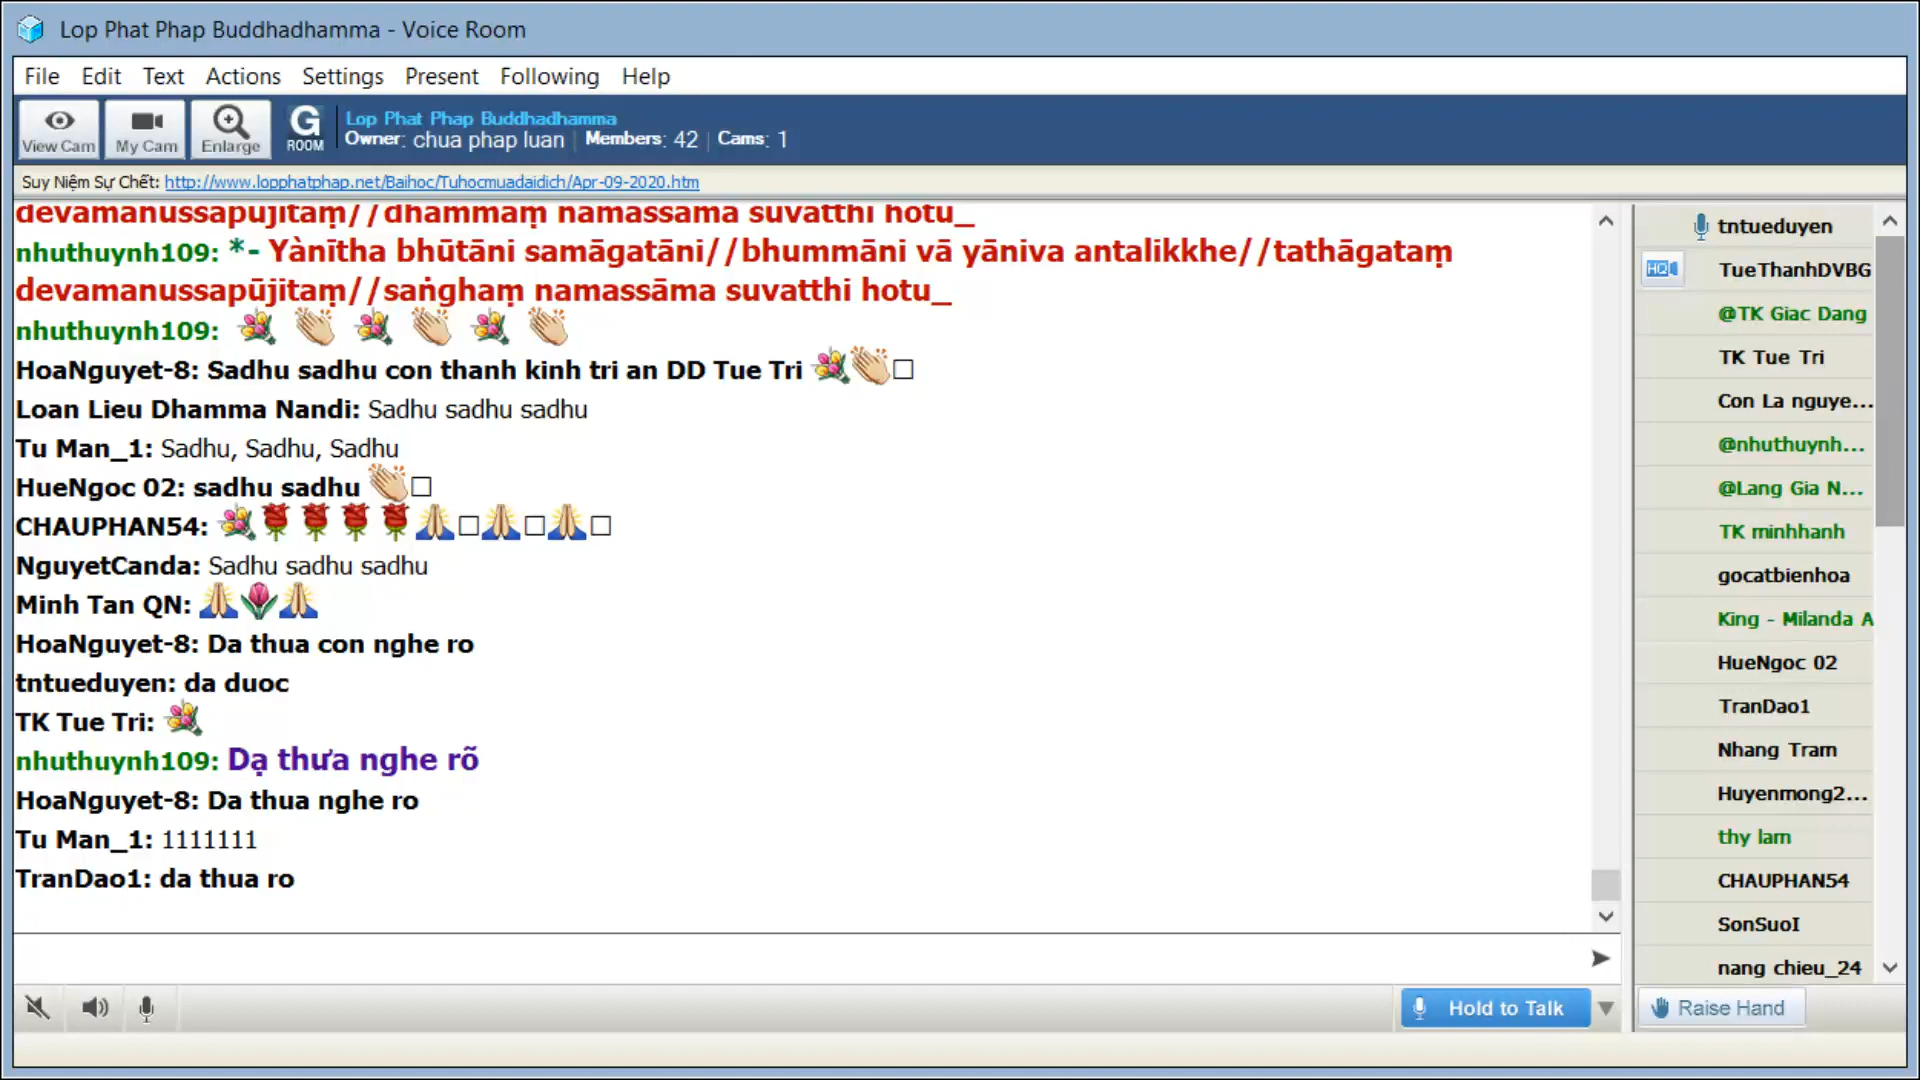 Lop Phat Phap Buddhadhamma - Voice Room
File Edit Text Actions Settings Present Following Help
View Cam My Cam Enlarge G ROOM
Lop Phat Phap Buddhadhamma
Owner: chua phap luan | Members: 42 | Cams: 1
Suy Niệm Sự Chết: http://www.lopphatphap.net/Baihoc/Tuhocmuadaidich/Apr-09-2020.htm
devamanussapūjitaṃ//dhammaṃ namassāma suvatthi hotu_
nhuthuynh109: *- Yànītha bhūtāni samāgatāni//bhummāni vā yāniva antalikkhe//tathāgataṃ
devamanussapūjitaṃ//saṅghaṃ namassāma suvatthi hotu_
nhuthuynh109: 💐 👏 💐 👏 💐 👏
HoaNguyet-8: Sadhu sadhu con thanh kinh tri an DD Tue Tri 💐👏□
Loan Lieu Dhamma Nandi: Sadhu sadhu sadhu
Tu Man_1: Sadhu, Sadhu, Sadhu
HueNgoc 02: sadhu sadhu 👏□
CHAUPHAN54: 💐🌹🌹🌹🌹🙏□🙏□🙏□
NguyetCanda: Sadhu sadhu sadhu
Minh Tan QN: 🙏🌷🙏
HoaNguyet-8: Da thua con nghe ro
tntueduyen: da duoc
TK Tue Tri: 💐
nhuthuynh109: Dạ thưa nghe rõ
HoaNguyet-8: Da thua nghe ro
Tu Man_1: 1111111
TranDao1: da thua ro
Hold to Talk
tntueduyen
HQ TueThanhDVBG
@TK Giac Dang
TK Tue Tri
Con La nguye...
@nhuthuynh...
@Lang Gia N...
TK minhhanh
gocatbienhoa
King - Milanda A
HueNgoc 02
TranDao1
Nhang Tram
Huyenmong2...
thy lam
CHAUPHAN54
SonSuoI
nang chieu_24
Raise Hand